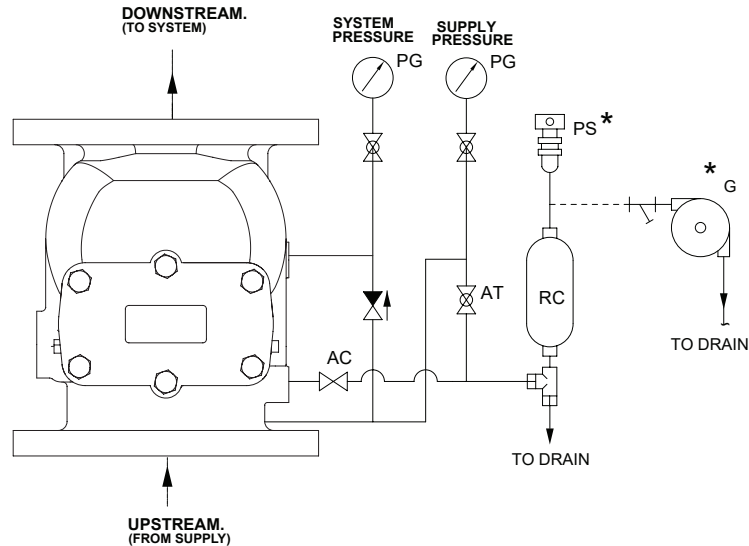 DOWNSTREAM.
(TO SYSTEM)
SYSTEM
PRESSURE
PG
SUPPLY
PRESSURE
PG
PS*
* G
RC
AT
AC
TO DRAIN
TO DRAIN
UPSTREAM.
(FROM SUPPLY)